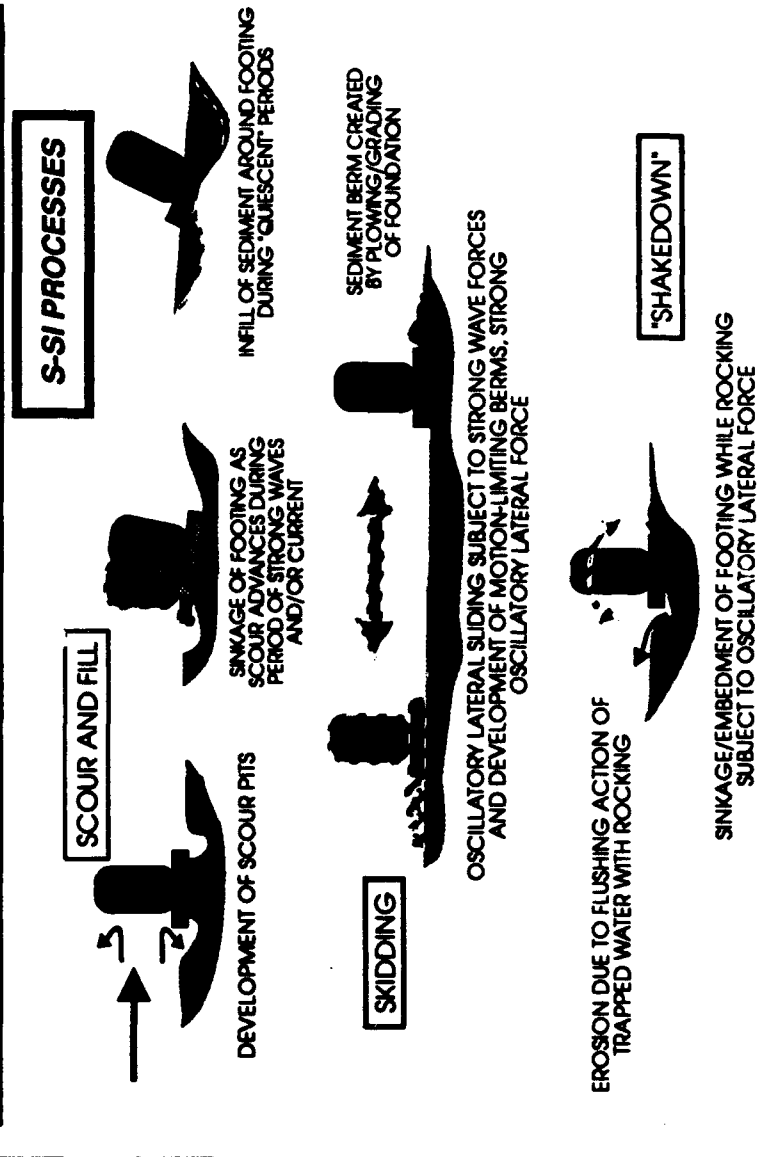 S-SI PROCESSES
SCOUR AND FILL
DEVELOPMENT OF SCOUR PITS
SINKAGE OF FOOTING AS
SCOUR ADVANCES DURING
PERIOD OF STRONG WAVES
AND/OR CURRENT
INFILL OF SEDIMENT AROUND FOOTING
DURING "QUIESCENT" PERIODS
SKIDDING
SEDIMENT BERM CREATED
BY PLOWING/GRADING
OF FOUNDATION
OSCILLATORY LATERAL SLIDING SUBJECT TO STRONG WAVE FORCES
AND DEVELOPMENT OF MOTION-LIMITING BERMS, STRONG
OSCILLATORY LATERAL FORCE
"SHAKEDOWN"
EROSION DUE TO FLUSHING ACTION OF
TRAPPED WATER WITH ROCKING
SINKAGE/EMBEDMENT OF FOOTING WHILE ROCKING
SUBJECT TO OSCILLATORY LATERAL FORCE